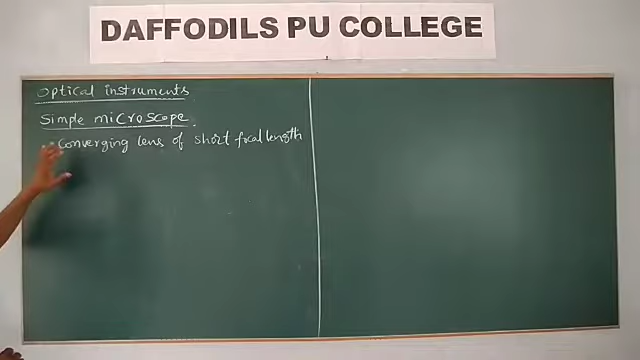 DAFFODILS PU COLLEGE
Optical instruments
Simple microscope
Converging lens of short focal length